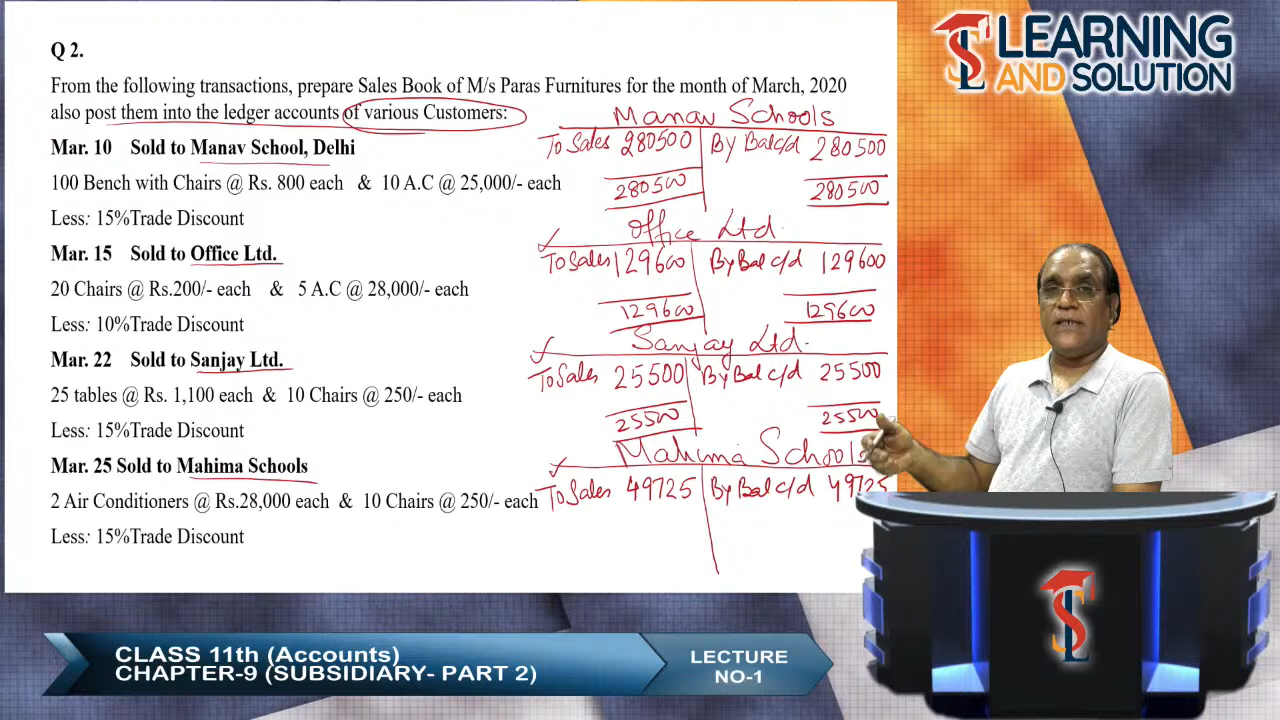 Q 2.
From the following transactions, prepare Sales Book of M/s Paras Furnitures for the month of March, 2020
also post them into the ledger accounts of various Customers:
Mar. 10 Sold to Manav School, Delhi
100 Bench with Chairs @ Rs. 800 each & 10 A.C @ 25,000/- each
Less: 15%Trade Discount
Mar. 15 Sold to Office Ltd.
20 Chairs @ Rs.200/- each & 5 A.C @ 28,000/- each
Less: 10%Trade Discount
Mar. 22 Sold to Sanjay Ltd.
25 tables @ Rs. 1,100 each & 10 Chairs @ 250/- each
Less: 15%Trade Discount
Mar. 25 Sold to Mahima Schools
2 Air Conditioners @ Rs.28,000 each & 10 Chairs @ 250/- each
Less: 15%Trade Discount
Manav Schools
To Sales 280500 By Bal c/d 280500
280500 280500
Office Ltd.
To Sales 129600 By Bal c/d 129600
129600 129600
Sanjay Ltd.
To Sales 25500 By Bal c/d 25500
25500 25500
Mahima Schools
To Sales 49725 By Bal c/d 49725
LEARNING
AND SOLUTION
CLASS 11th (Accounts)
CHAPTER-9 (SUBSIDIARY- PART 2)
LECTURE
NO-1